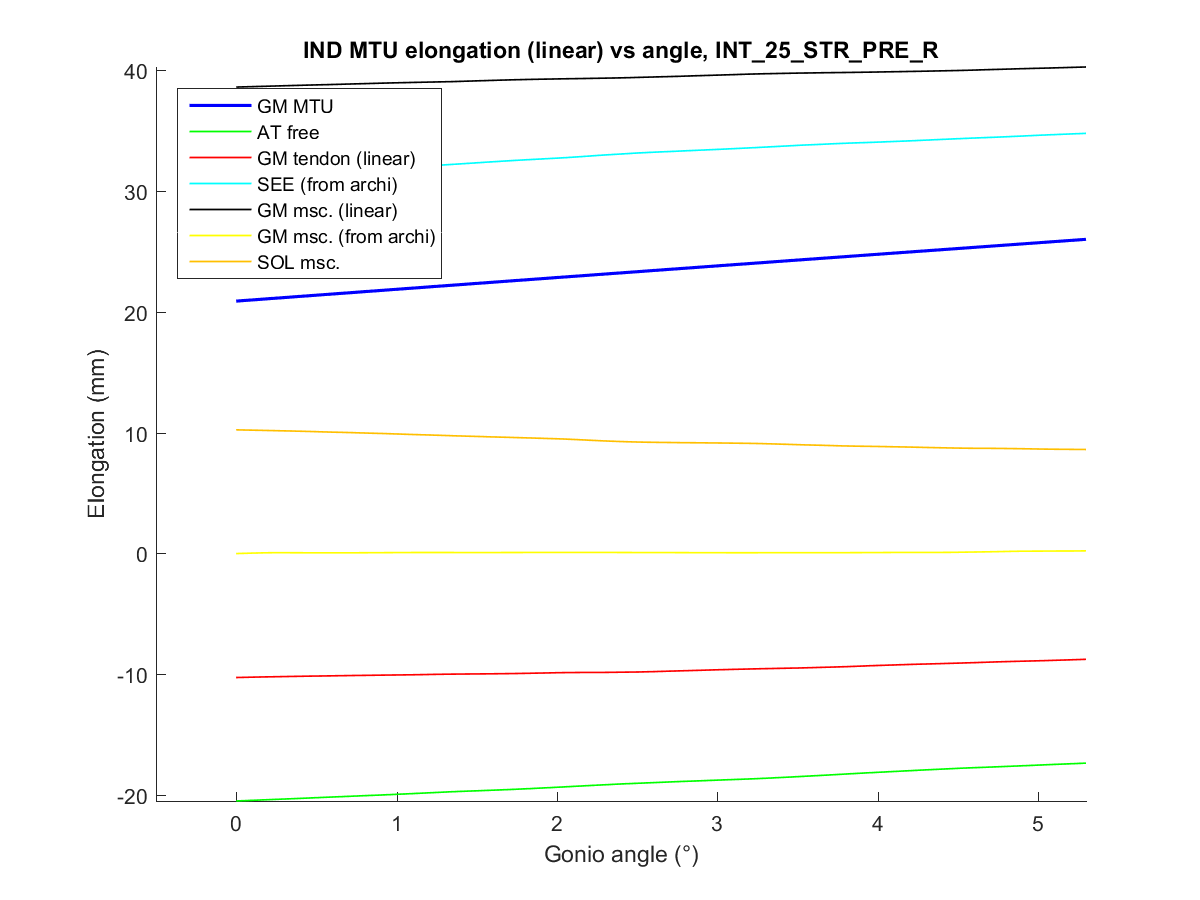 IND MTU elongation (linear) vs angle, INT_25_STR_PRE_R
40
30
20
10
0
-10
-20
Elongation (mm)
GM MTU
AT free
GM tendon (linear)
SEE (from archi)
GM msc. (linear)
GM msc. (from archi)
SOL msc.
0 1 2 3 4 5
Gonio angle (°)